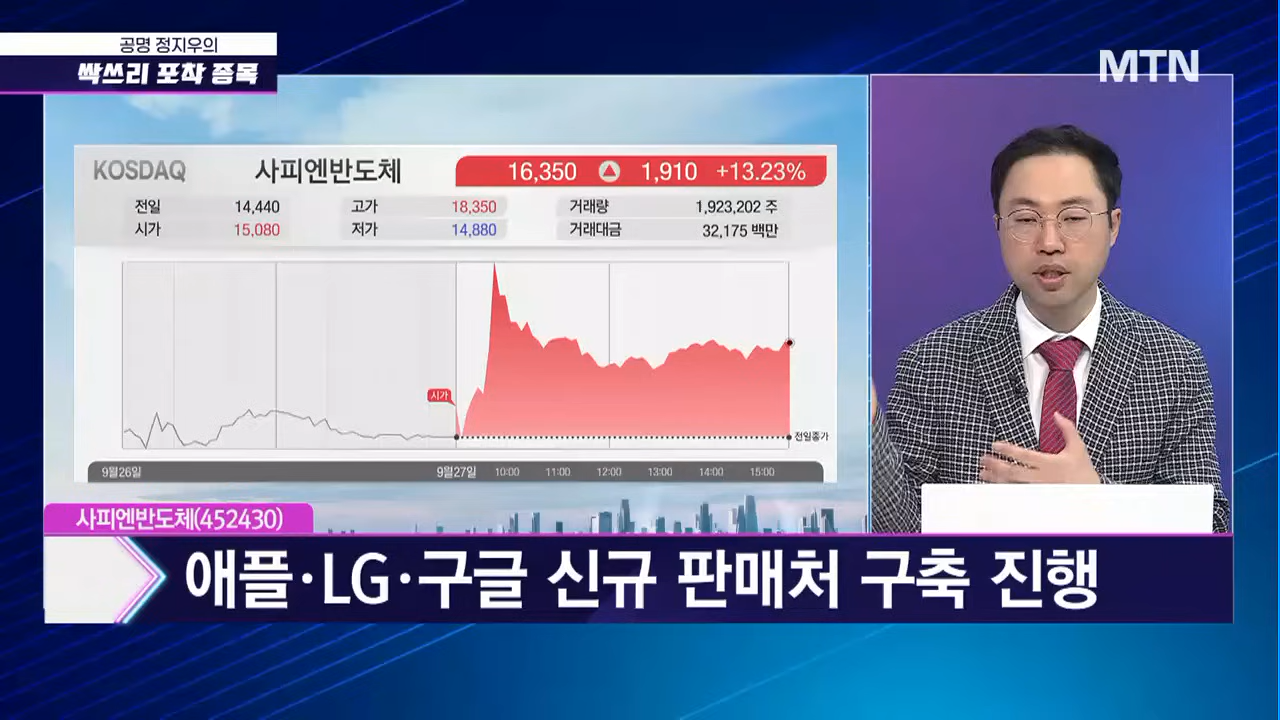 공명 정지우의
싹쓰리 포착 종목
MTN
KOSDAQ 사피엔반도체 16,350 ▲ 1,910 +13.23%
전일 14,440 고가 18,350 거래량 1,923,202 주
시가 15,080 저가 14,880 거래대금 32,175 백만
시가
전일종가
9월26일 9월27일 10:00 11:00 12:00 13:00 14:00 15:00
사피엔반도체(452430)
애플·LG·구글 신규 판매처 구축 진행